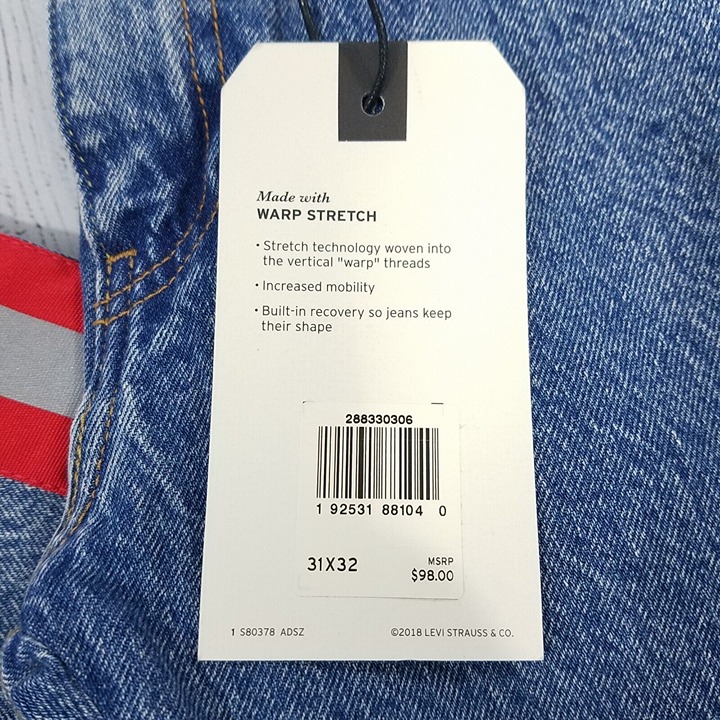 Made with
WARP STRETCH
• Stretch technology woven into
the vertical "warp" threads
• Increased mobility
• Built-in recovery so jeans keep
their shape
288330306
1 92531 88104 0
31X32
MSRP
$98.00
1 S80378 ADSZ
©2018 LEVI STRAUSS & CO.